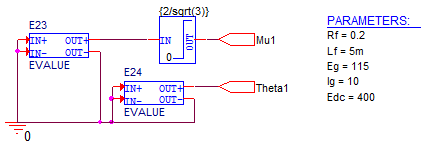 {2/sqrt(3)}
E23
IN+ OUT+
IN- OUT-
EVALUE
IN
OUT
0
Mu1
E24
IN+ OUT+
IN- OUT-
EVALUE
Theta1
0
PARAMETERS:
Rf = 0.2
Lf = 5m
Eg = 115
Ig = 10
Edc = 400